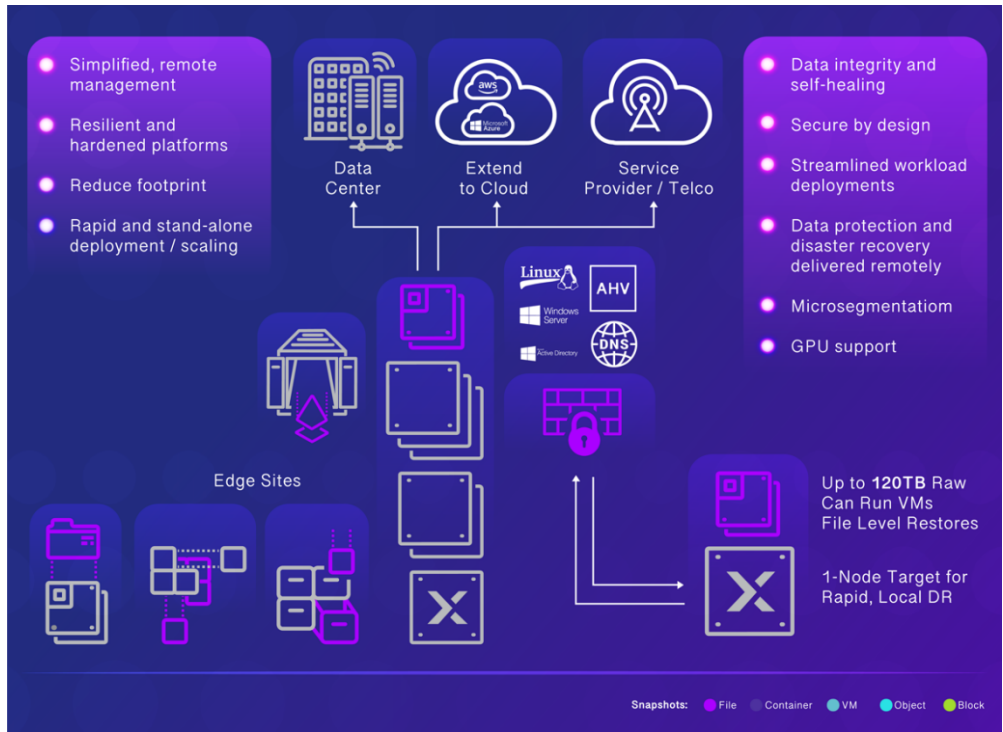 Simplified, remote
management
Resilient and
hardened platforms
Reduce footprint
Rapid and stand-alone
deployment / scaling
aws
Microsoft
Azure
Data
Center
Extend
to Cloud
Service
Provider / Telco
Data integrity and
self-healing
Secure by design
Streamlined workload
deployments
Data protection and
disaster recovery
delivered remotely
Microsegmentatiom
GPU support
Linux
AHV
Windows
Server
Active Directory
DNS
Edge Sites
Up to 120TB Raw
Can Run VMs
File Level Restores
1-Node Target for
Rapid, Local DR
Snapshots: File Container VM Object Block